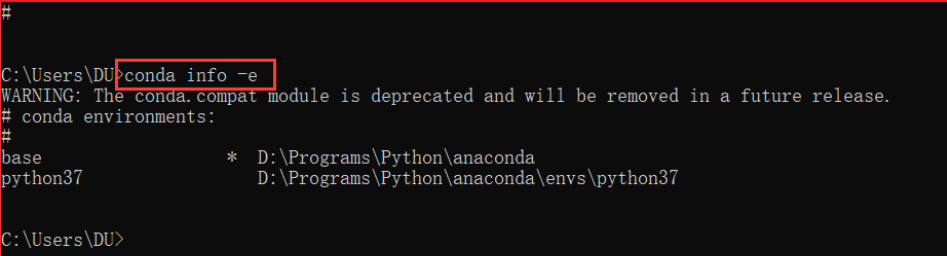 #
C:\Users\DU>conda info -e
WARNING: The conda.compat module is deprecated and will be removed in a future release.
# conda environments:
#
base                  *  D:\Programs\Python\anaconda
python37                 D:\Programs\Python\anaconda\envs\python37
C:\Users\DU>